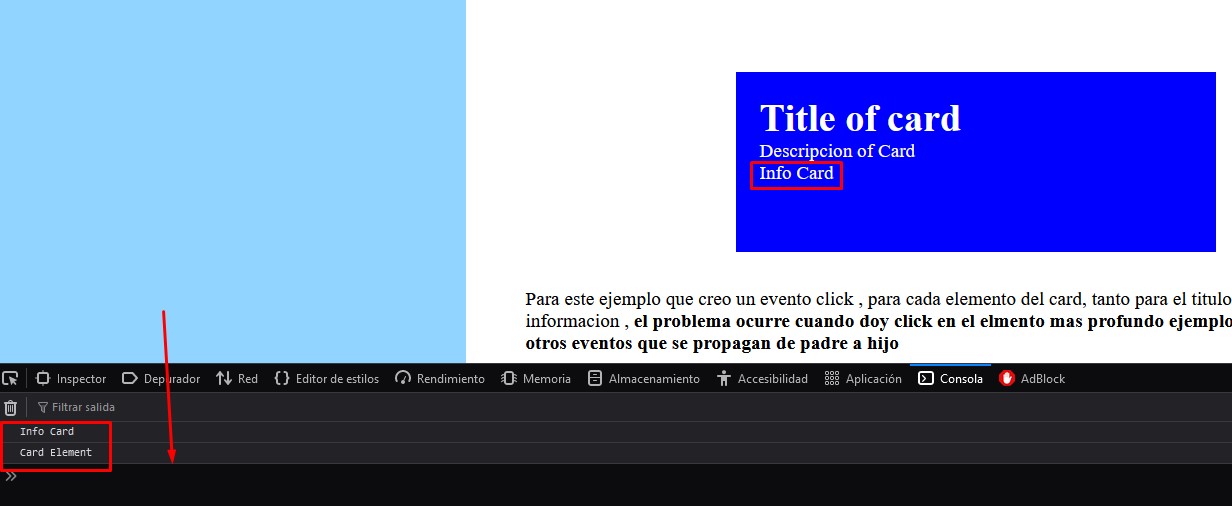 Title of card
Descripcion of Card
Info Card
Para este ejemplo que creo un evento click , para cada elemento del card, tanto para el titulo
informacion , el problema ocurre cuando doy click en el elmento mas profundo ejemplo
otros eventos que se propagan de padre a hijo
Inspector Depurador Red Editor de estilos Rendimiento Memoria Almacenamiento Accesibilidad Aplicación Consola AdBlock
Filtrar salida
Info Card
Card Element